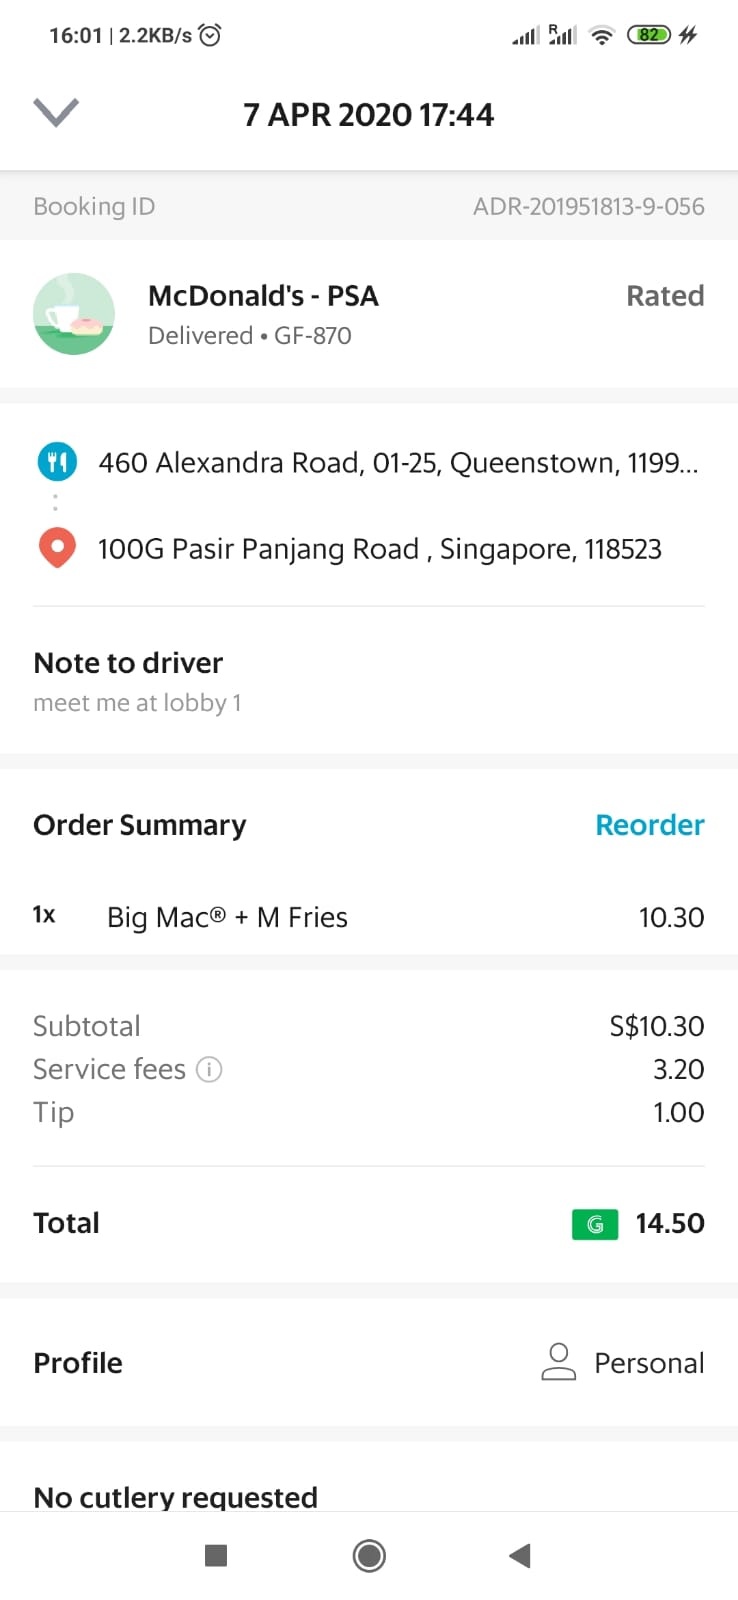 16:01 | 2.2KB/s
R
82
7 APR 2020 17:44
Booking ID ADR-201951813-9-056
McDonald's - PSA Rated
Delivered • GF-870
460 Alexandra Road, 01-25, Queenstown, 1199...
100G Pasir Panjang Road , Singapore, 118523
Note to driver
meet me at lobby 1
Order Summary Reorder
1x Big Mac® + M Fries 10.30
Subtotal S$10.30
Service fees 3.20
Tip 1.00
Total G 14.50
Profile Personal
No cutlery requested